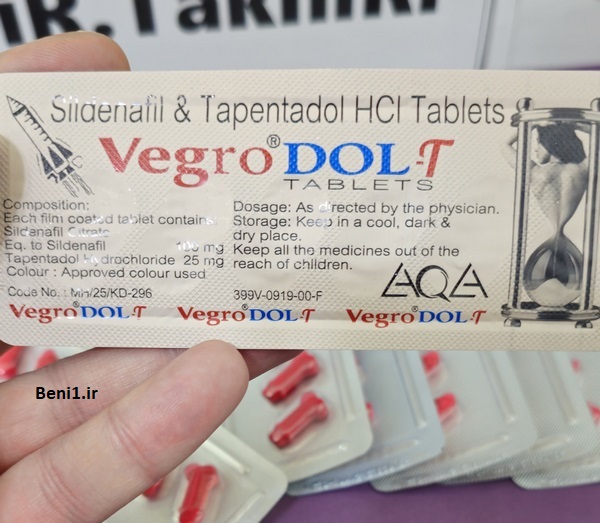 iR.Takhfi
Sildenafil & Tapentadol HCl Tablets
Vegro® DOL-T
TABLETS
Composition:
Each film coated tablet contains
Sildenafil Citrate
Eq. to Sildenafil 100 mg
Tapentadol hydrochloride 25 mg
Colour : Approved colour used
Code No.: MH/25/KD-296
Dosage: As directed by the physician.
Storage: Keep in a cool, dark &
dry place.
Keep all the medicines out of the
reach of children.
399V-0919-00-F
AQA
Vegro® DOL-T Vegro® DOL-T Vegro® DOL-T
Beni1.ir